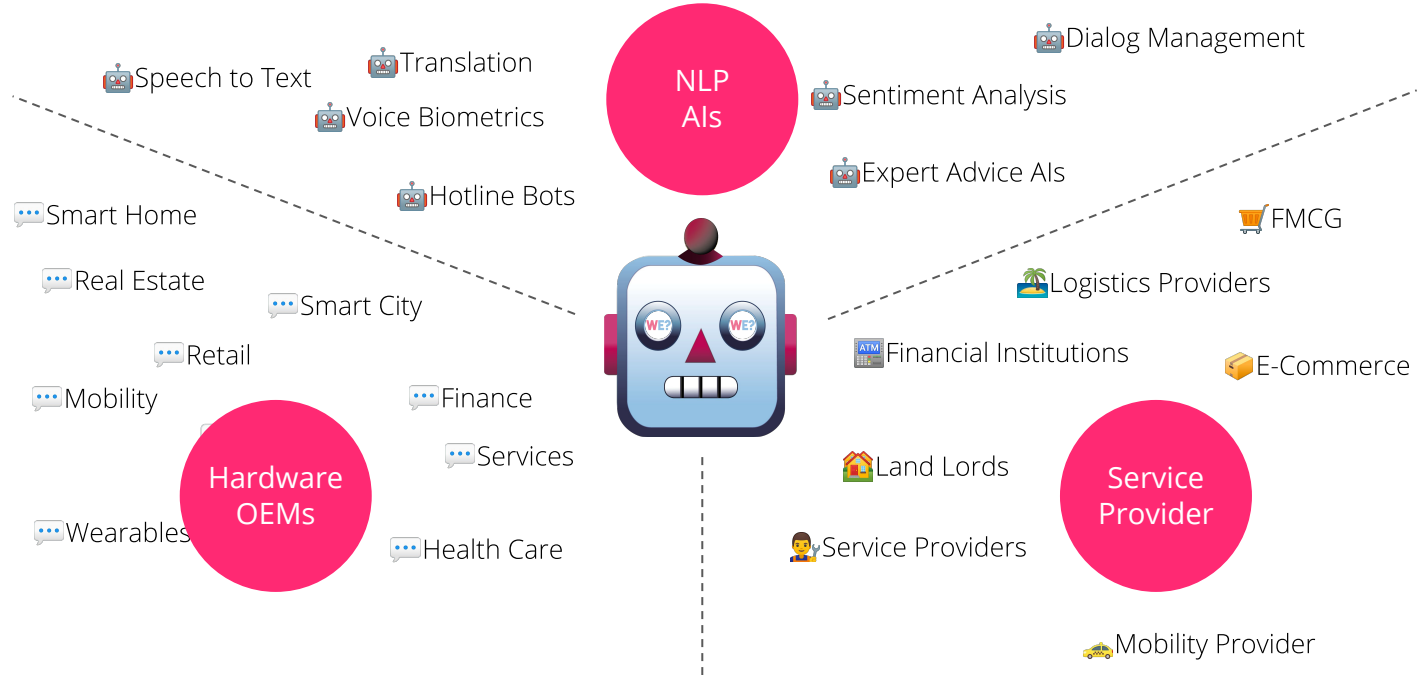 Speech to Text
Translation
Voice Biometrics
Hotline Bots
NLP
AIs
Dialog Management
Sentiment Analysis
Expert Advice AIs
Smart Home
Real Estate
Smart City
Retail
Mobility
Finance
Services
Hardware
OEMs
Wearables
Health Care
WE?
WE?
FMCG
Logistics Providers
ATM
Financial Institutions
E-Commerce
Land Lords
Service
Provider
Service Providers
Mobility Provider